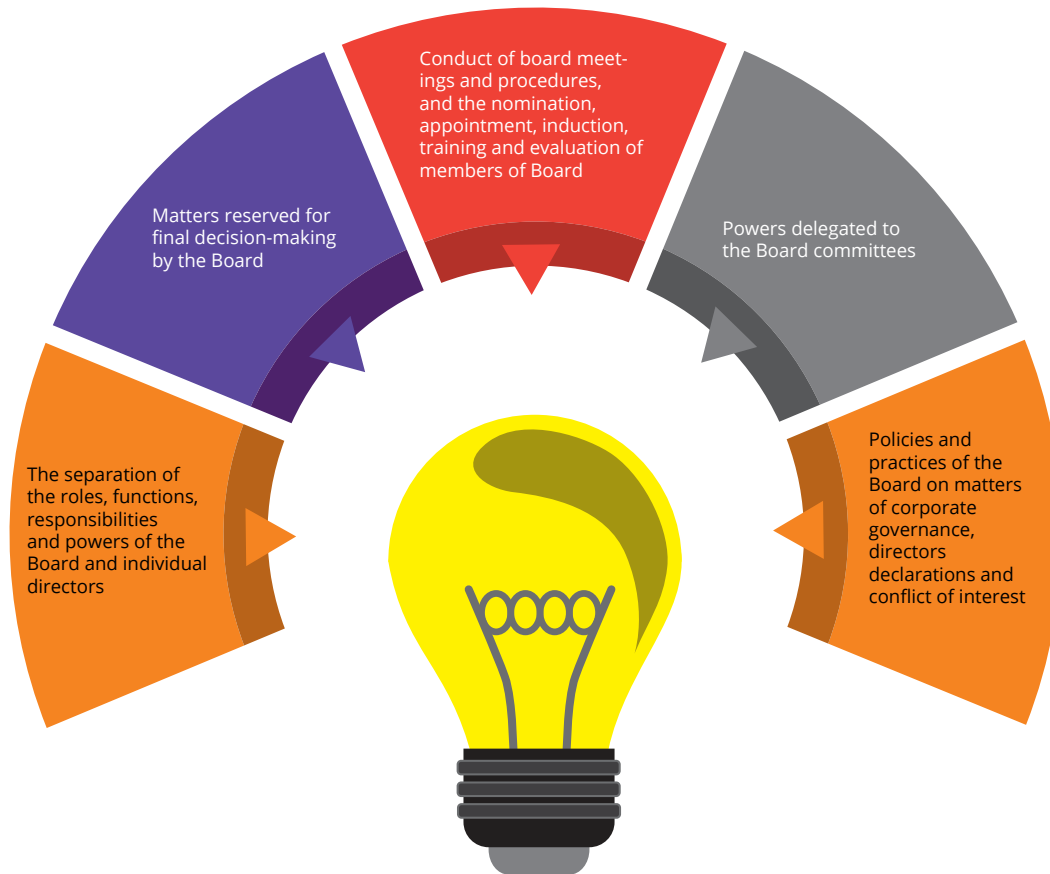 The separation of
the roles, functions,
responsibilities
and powers of the
Board and individual
directors
Matters reserved for
final decision-making
by the Board
Conduct of board meet-
ings and procedures,
and the nomination,
appointment, induction,
training and evaluation of
members of Board
Powers delegated to
the Board committees
Policies and
practices of the
Board on matters
of corporate
governance,
directors
declarations and
conflict of interest